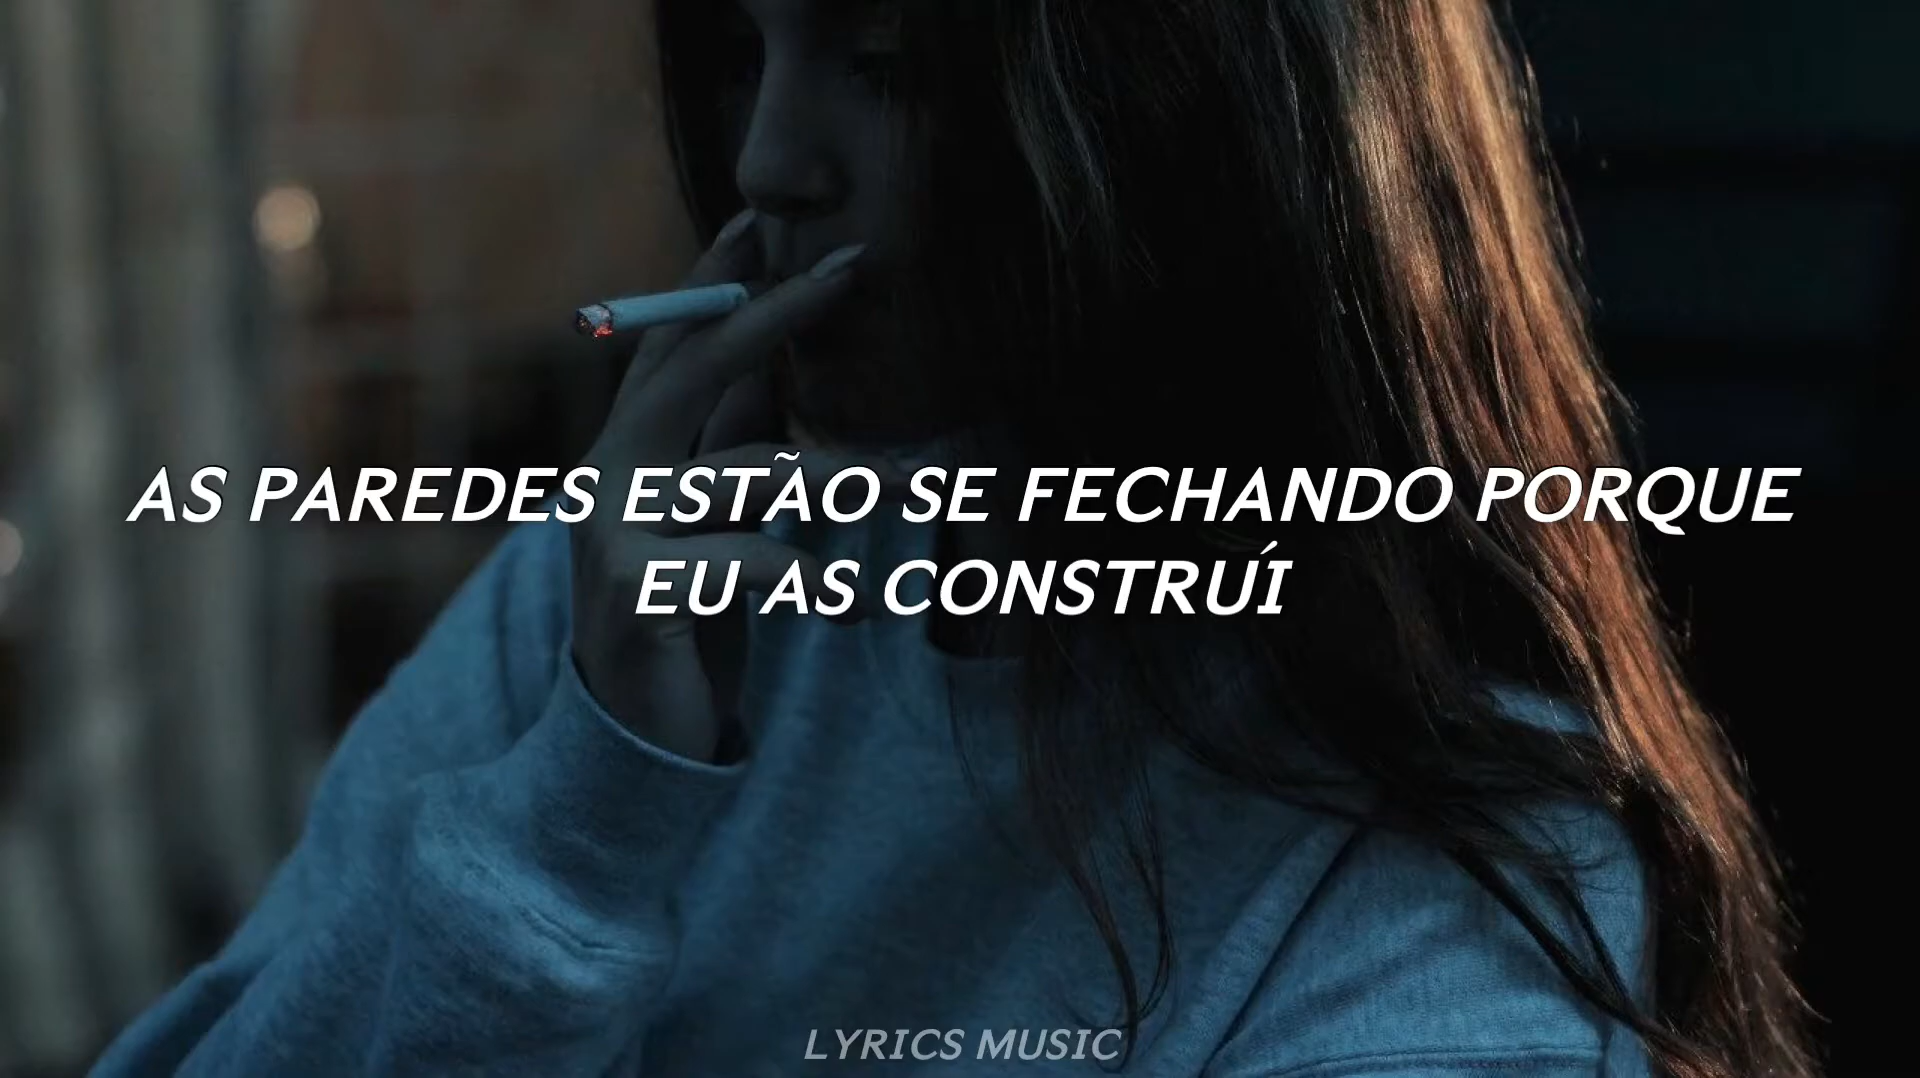 AS PAREDES ESTÃO SE FECHANDO PORQUE
EU AS CONSTRUÍ
LYRICS MUSIC